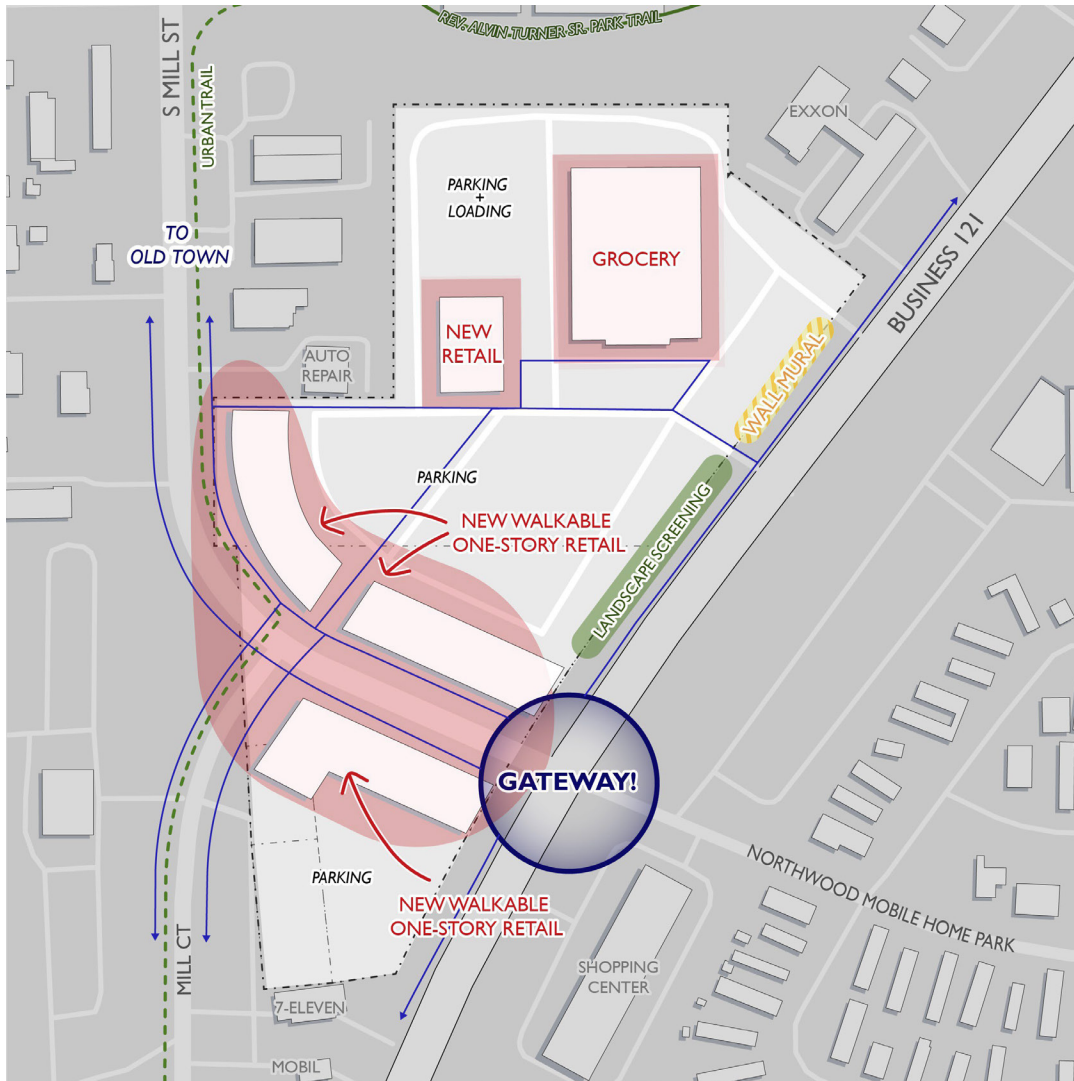 REV. ALVIN TURNER SR. PARK TRAIL
S MILL ST
URBAN TRAIL
EXXON
PARKING
+
LOADING
TO
OLD TOWN
GROCERY
BUSINESS 121
NEW
RETAIL
AUTO
REPAIR
WALL MURAL
PARKING
NEW WALKABLE
ONE-STORY RETAIL
LANDSCAPE SCREENING
GATEWAY!
PARKING
NEW WALKABLE
ONE-STORY RETAIL
NORTHWOOD MOBILE HOME PARK
MILL CT
SHOPPING
CENTER
7-ELEVEN
MOBIL